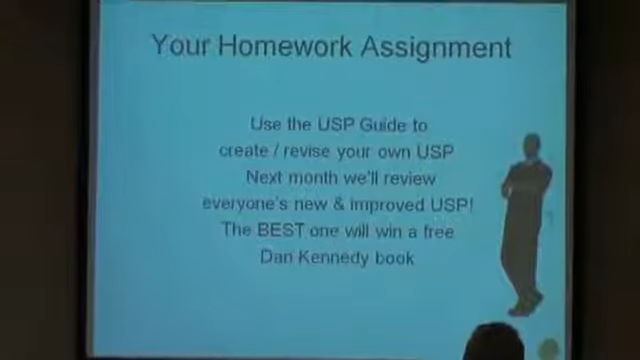 Your Homework Assignment
Use the USP Guide to
create / revise your own USP
Next month we'll review
everyone's new & improved USP!
The BEST one will win a free
Dan Kennedy book